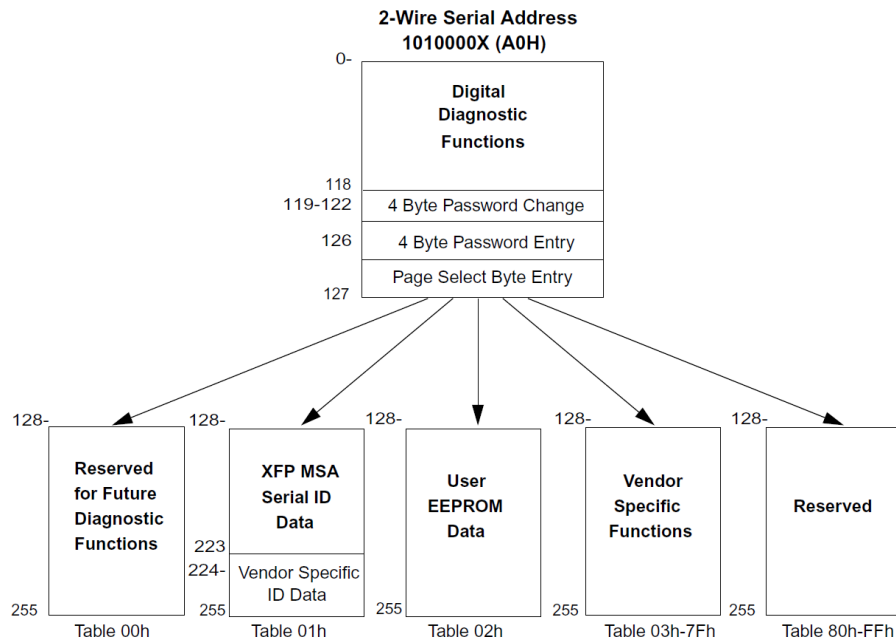 2-Wire Serial Address
1010000X (A0H)
0-
Digital
Diagnostic
Functions
118
119-122
4 Byte Password Change
126
4 Byte Password Entry
Page Select Byte Entry
127
128-
Reserved
for Future
Diagnostic
Functions
255
Table 00h
128-
XFP MSA
Serial ID
Data
223
224-
Vendor Specific
ID Data
255
Table 01h
128-
User
EEPROM
Data
255
Table 02h
128-
Vendor
Specific
Functions
255
Table 03h-7Fh
128-
Reserved
255
Table 80h-FFh